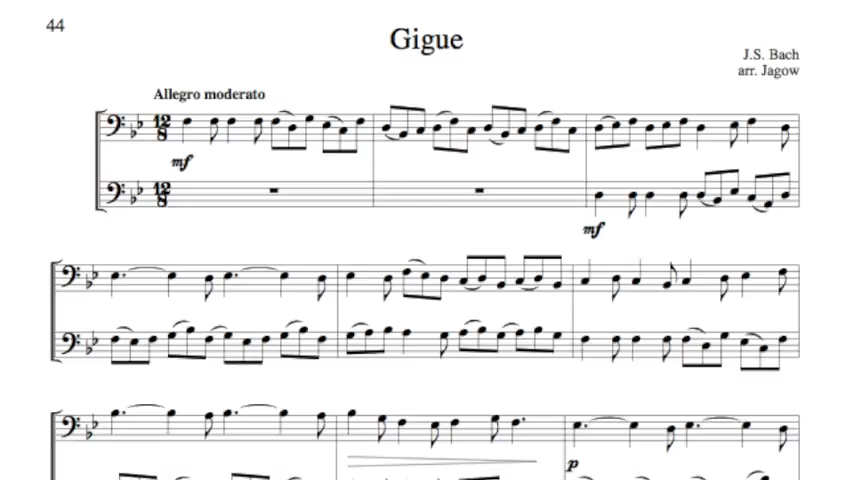 44
Gigue
J.S. Bach
arr. Jagow
Allegro moderato
12
8
mf
12
8
mf
p